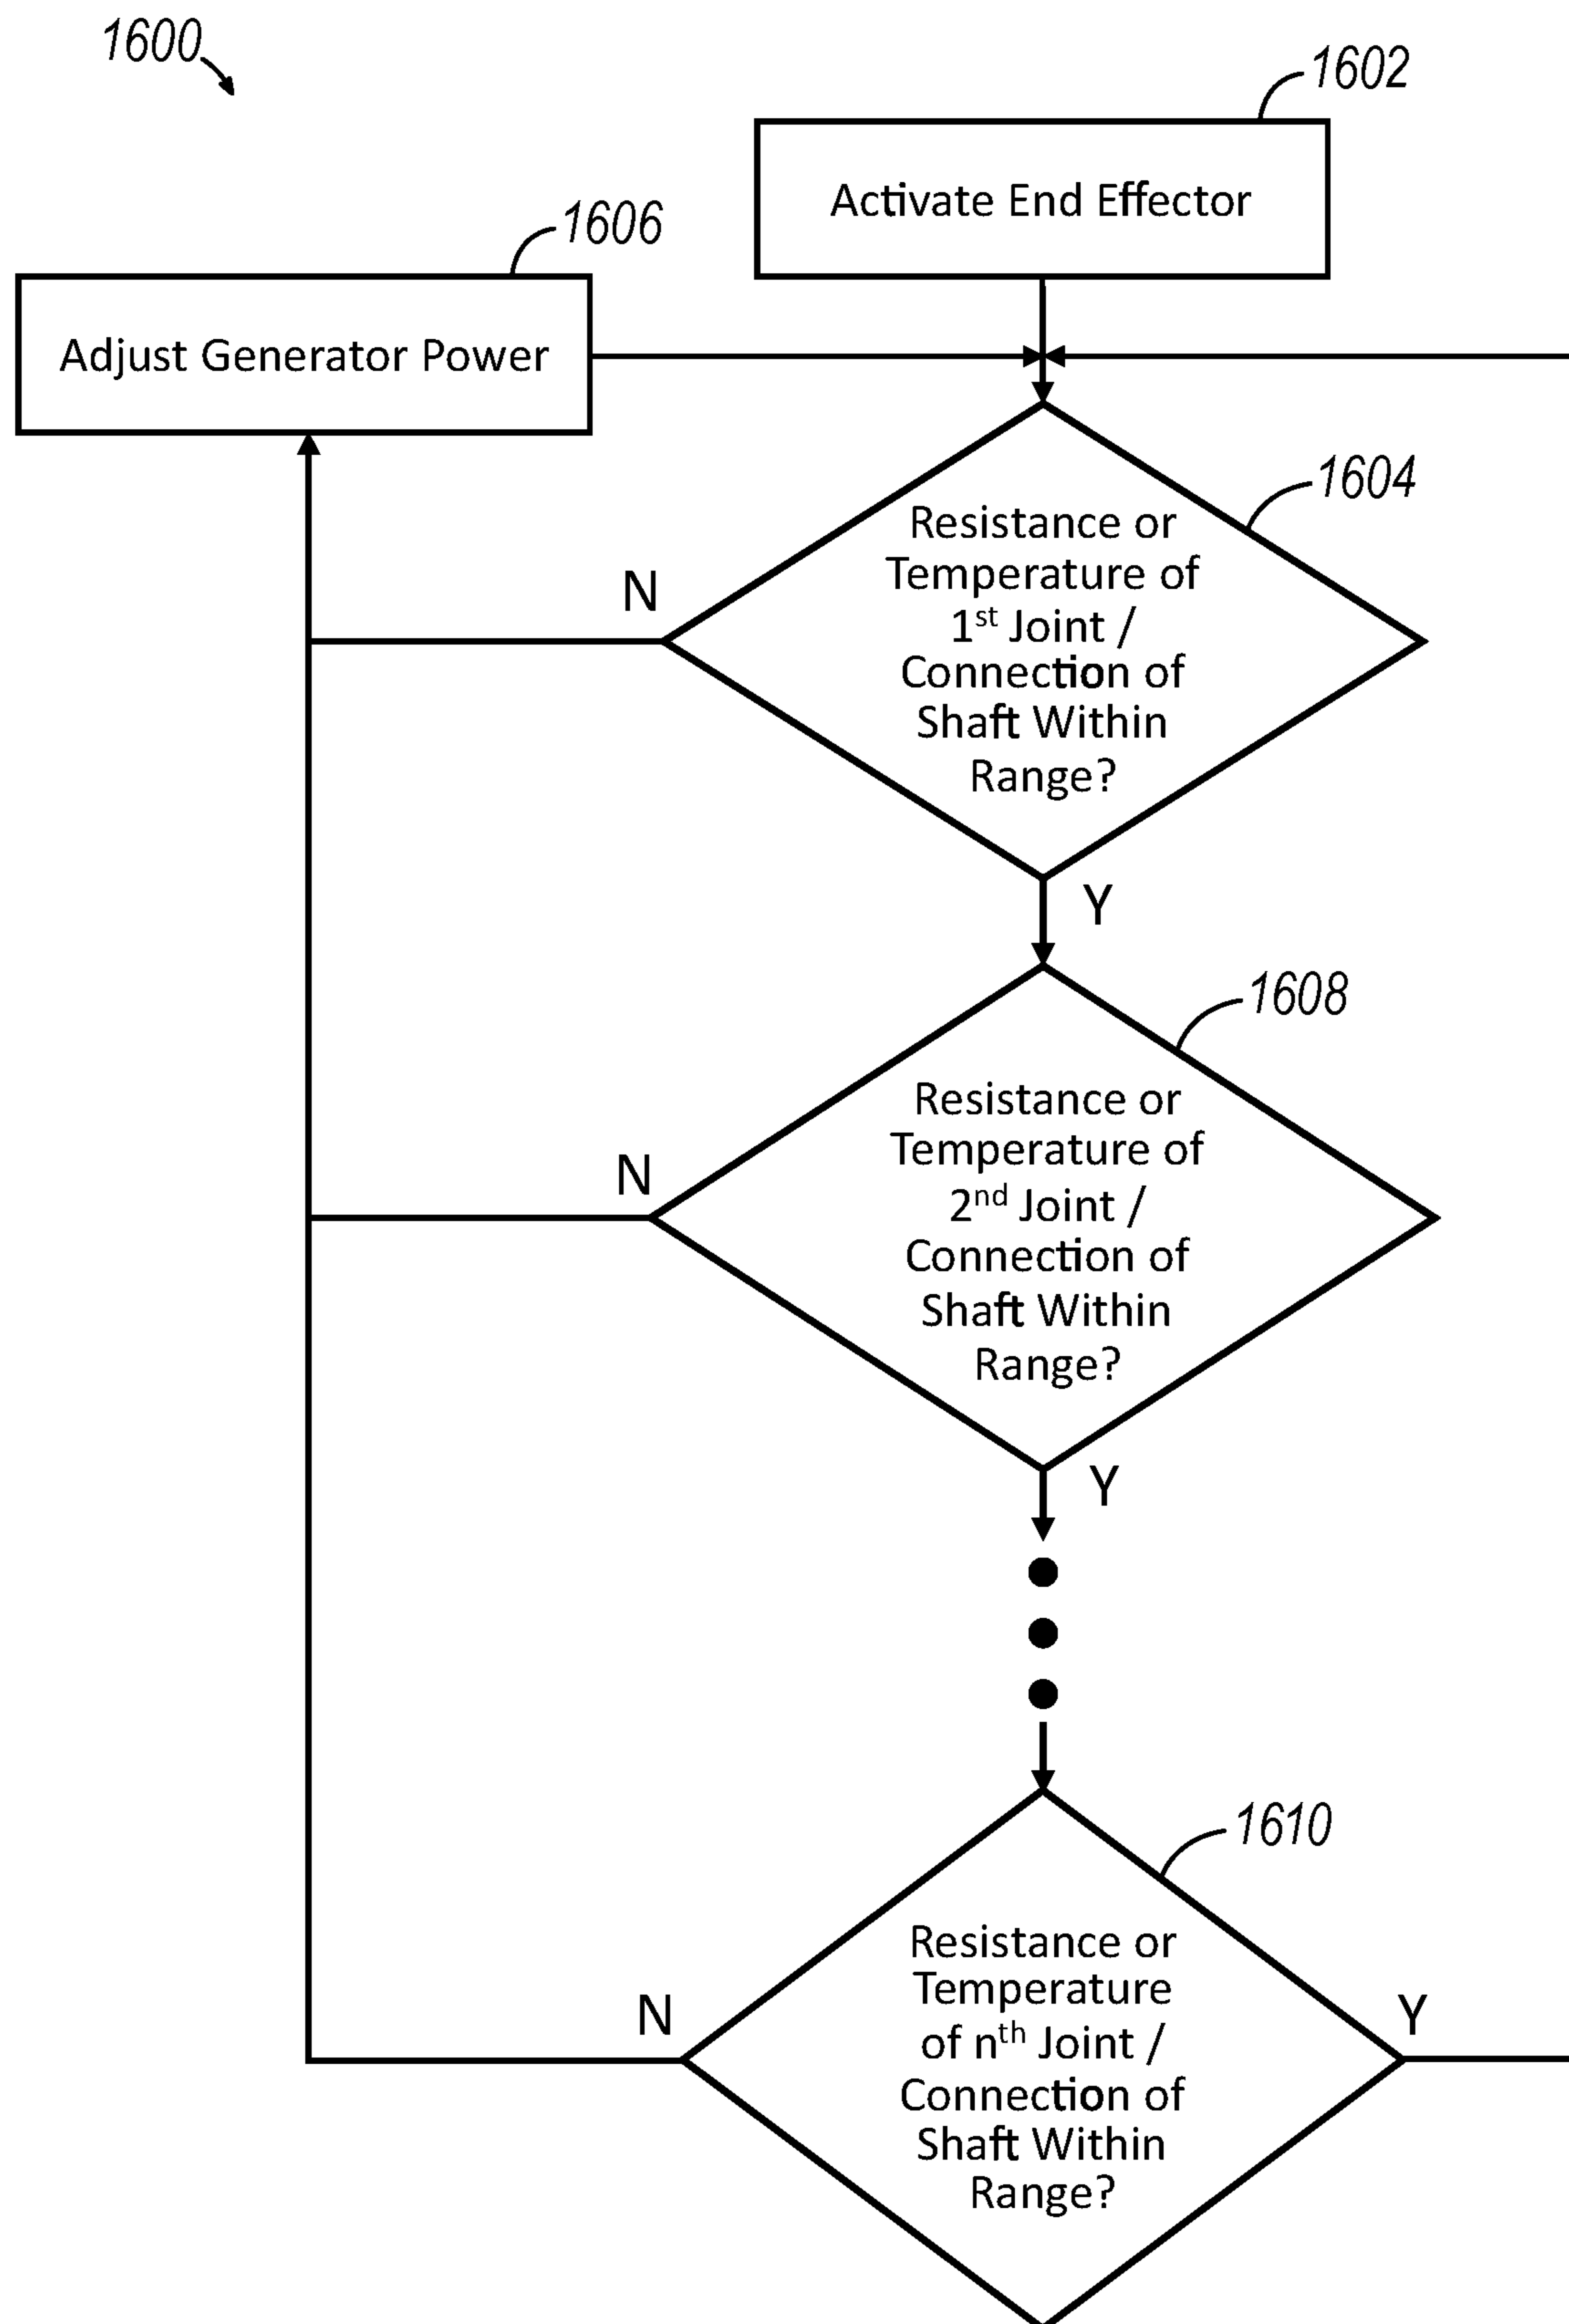 1600
1602
Activate End Effector
1606
Adjust Generator Power
1604
Resistance or
Temperature of
1st Joint /
Connection of
Shaft Within
Range?
N
Y
1608
Resistance or
Temperature of
2nd Joint /
Connection of
Shaft Within
Range?
N
Y
1610
Resistance or
Temperature
of nth Joint /
Connection of
Shaft Within
Range?
N
Y